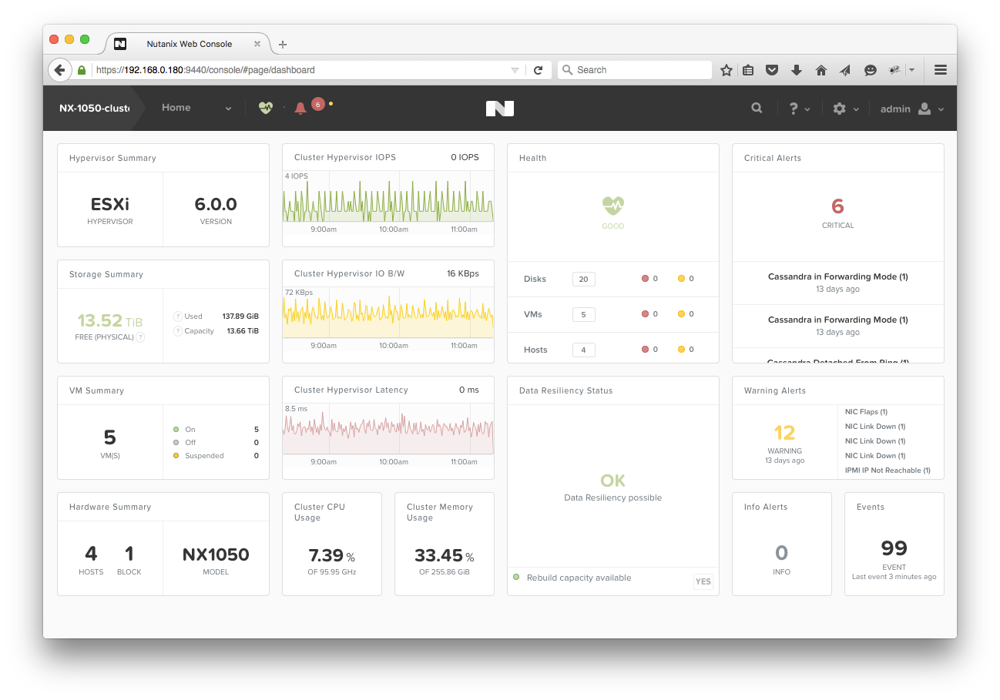 Nutanix Web Console
https://192.168.0.180:9440/console/#page/dashboard
Search
NX-1050-cluste
Home
6
?
admin
Hypervisor Summary
ESXi
HYPERVISOR
6.0.0
VERSION
Cluster Hypervisor IOPS
0 IOPS
4 IOPS
9:00am
10:00am
11:00am
Health
GOOD
Disks 20 0 0
VMs 5 0 0
Hosts 4 0 0
Critical Alerts
6
CRITICAL
Cassandra in Forwarding Mode (1)
13 days ago
Cassandra in Forwarding Mode (1)
13 days ago
Cassandra Detached From Ring (1)
Storage Summary
13.52 TiB
FREE (PHYSICAL) ?
? Used 137.89 GiB
? Capacity 13.66 TiB
Cluster Hypervisor IO B/W
16 KBps
72 KBps
9:00am
10:00am
11:00am
VM Summary
5
VM(S)
On 5
Off 0
Suspended 0
Cluster Hypervisor Latency
0 ms
8.5 ms
9:00am
10:00am
11:00am
Data Resiliency Status
OK
Data Resiliency possible
Rebuild capacity available
YES
Warning Alerts
12
WARNING
13 days ago
NIC Flaps (1)
NIC Link Down (1)
NIC Link Down (1)
NIC Link Down (1)
IPMI IP Not Reachable (1)
Hardware Summary
4
HOSTS
1
BLOCK
NX1050
MODEL
Cluster CPU
Usage
7.39 %
OF 95.95 GHz
Cluster Memory
Usage
33.45 %
OF 255.86 GiB
Info Alerts
0
INFO
Events
99
EVENT
Last event 3 minutes ago